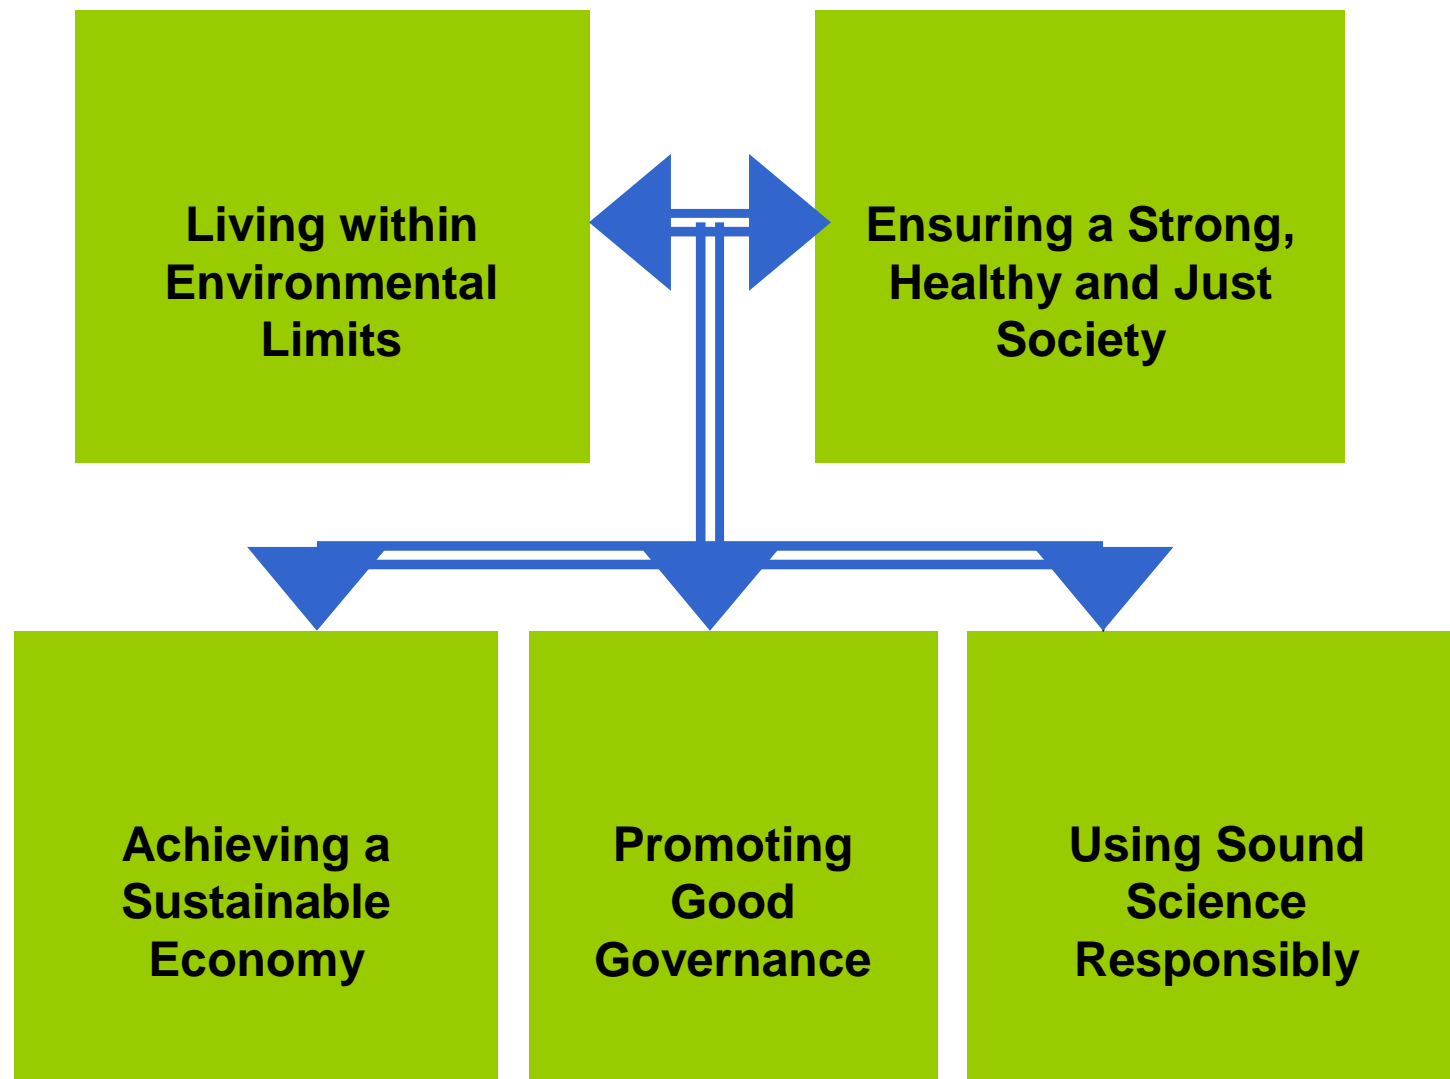 Living within
Environmental
Limits
Ensuring a Strong,
Healthy and Just
Society
Achieving a
Sustainable
Economy
Promoting
Good
Governance
Using Sound
Science
Responsibly